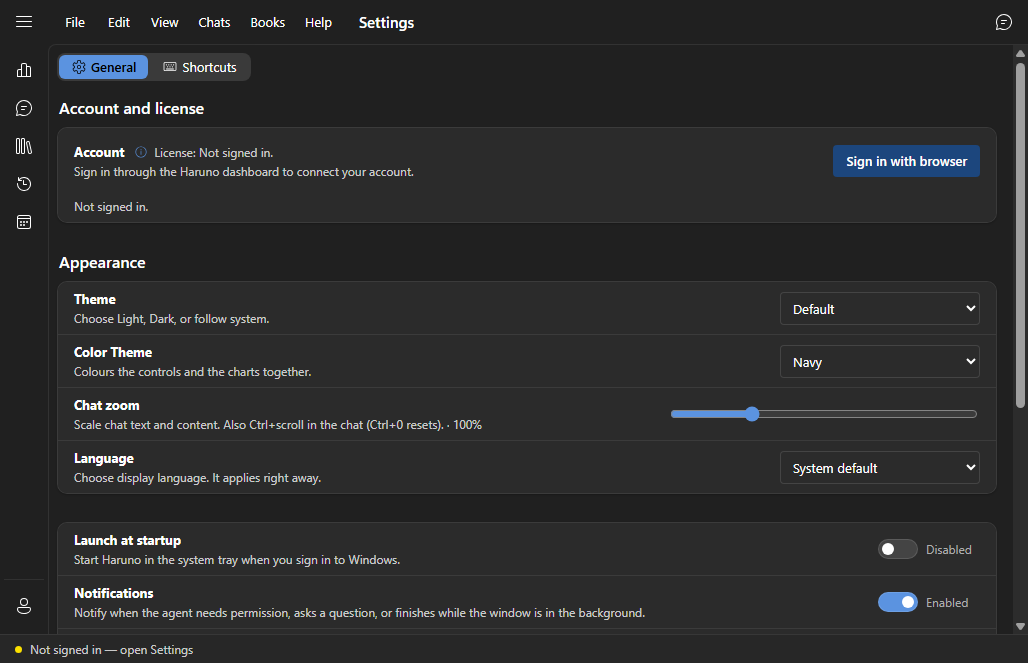 File Edit View Chats Books Help Settings
General Shortcuts
Account and license
Account License: Not signed in.
Sign in through the Haruno dashboard to connect your account.
Sign in with browser
Not signed in.
Appearance
Theme
Choose Light, Dark, or follow system.
Default
Color Theme
Colours the controls and the charts together.
Navy
Chat zoom
Scale chat text and content. Also Ctrl+scroll in the chat (Ctrl+0 resets). · 100%
Language
Choose display language. It applies right away.
System default
Launch at startup
Start Haruno in the system tray when you sign in to Windows.
Disabled
Notifications
Notify when the agent needs permission, asks a question, or finishes while the window is in the background.
Enabled
Not signed in — open Settings